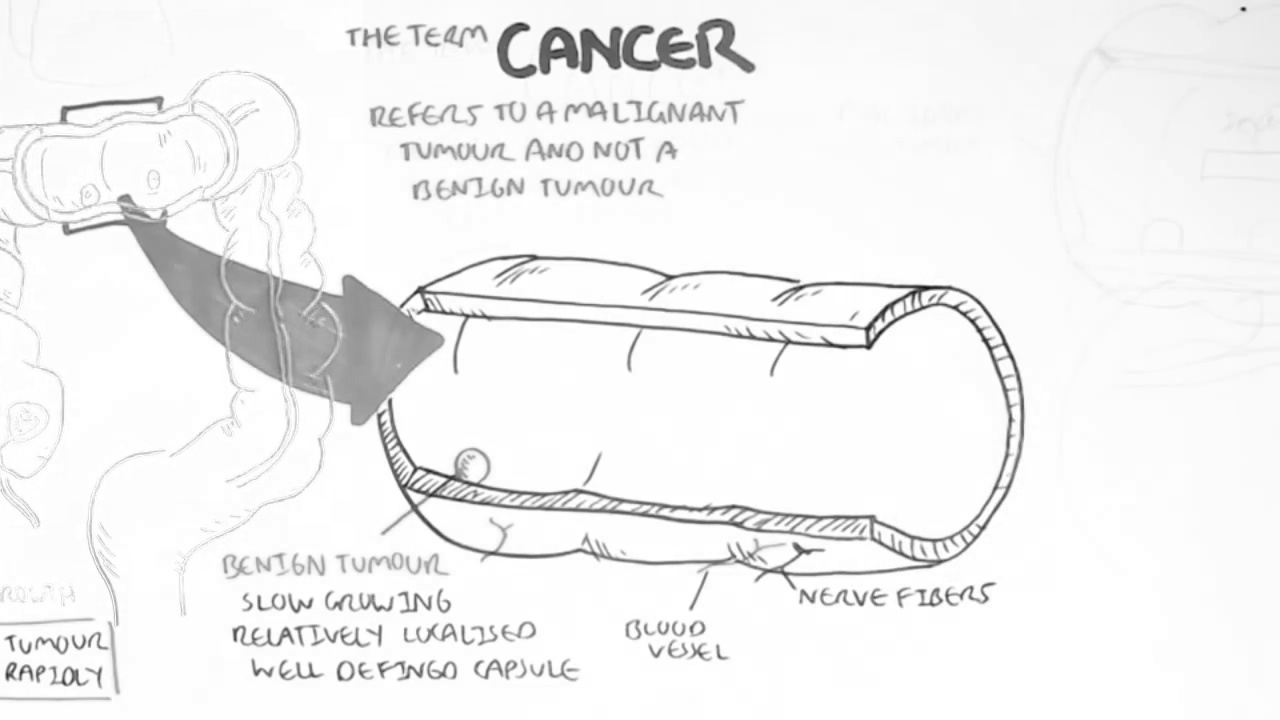 THE TERM CANCER
REFERS TO A MALIGNANT
TUMOUR AND NOT A
BENIGN TUMOUR
BENIGN TUMOUR
SLOW GROWING
RELATIVELY LOCALISED
WELL DEFINED CAPSULE
BLOOD
VESSEL
NERVE FIBERS
TUMOUR
RAPIDLY